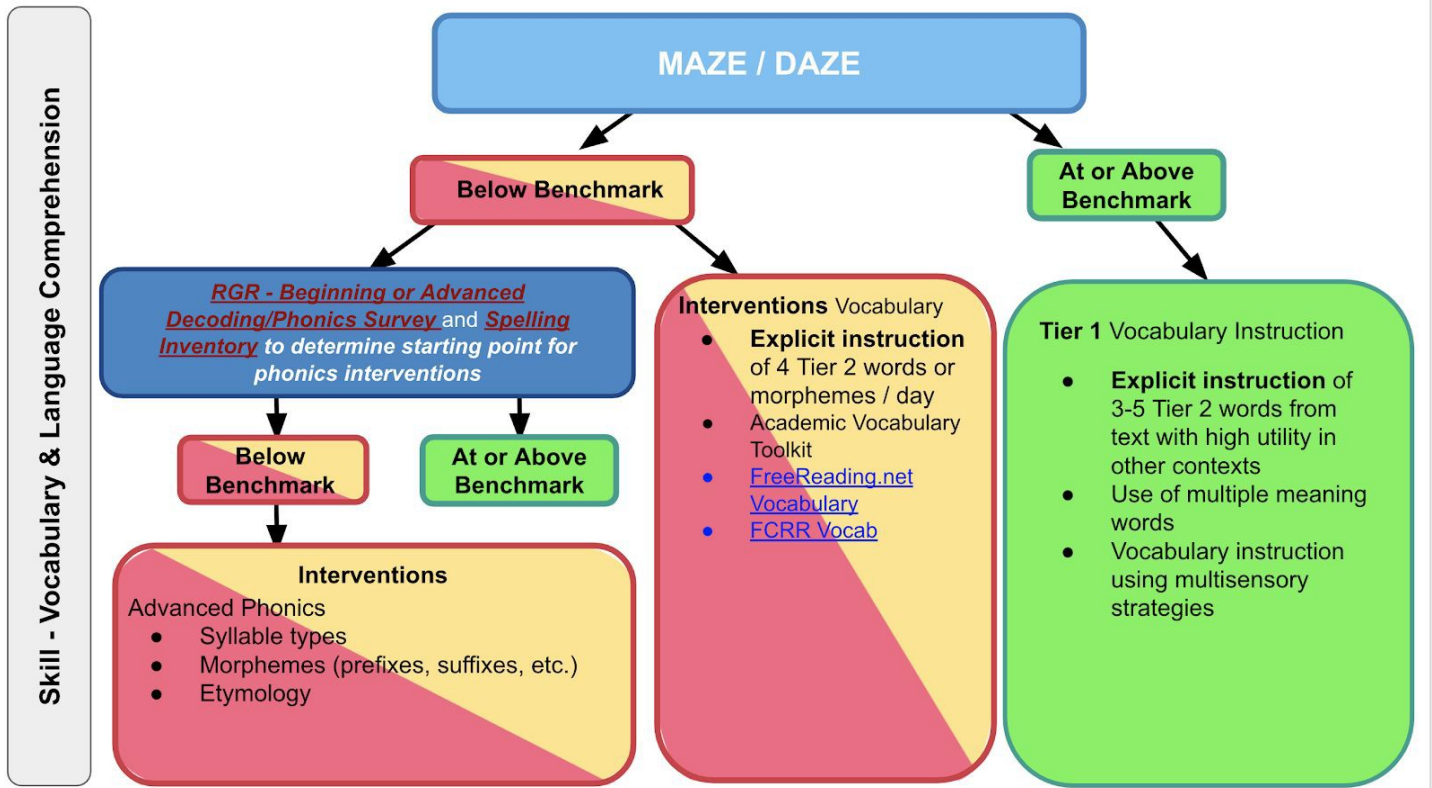 Skill - Vocabulary & Language Comprehension
MAZE / DAZE
Below Benchmark
At or Above
Benchmark
RGR - Beginning or Advanced
Decoding/Phonics Survey and Spelling
Inventory to determine starting point for
phonics interventions
Below
Benchmark
At or Above
Benchmark
Interventions
Advanced Phonics
● Syllable types
● Morphemes (prefixes, suffixes, etc.)
● Etymology
Interventions Vocabulary
● Explicit instruction
of 4 Tier 2 words or
morphemes / day
● Academic Vocabulary
Toolkit
● FreeReading.net
Vocabulary
● FCRR Vocab
Tier 1 Vocabulary Instruction
● Explicit instruction of
3-5 Tier 2 words from
text with high utility in
other contexts
● Use of multiple meaning
words
● Vocabulary instruction
using multisensory
strategies